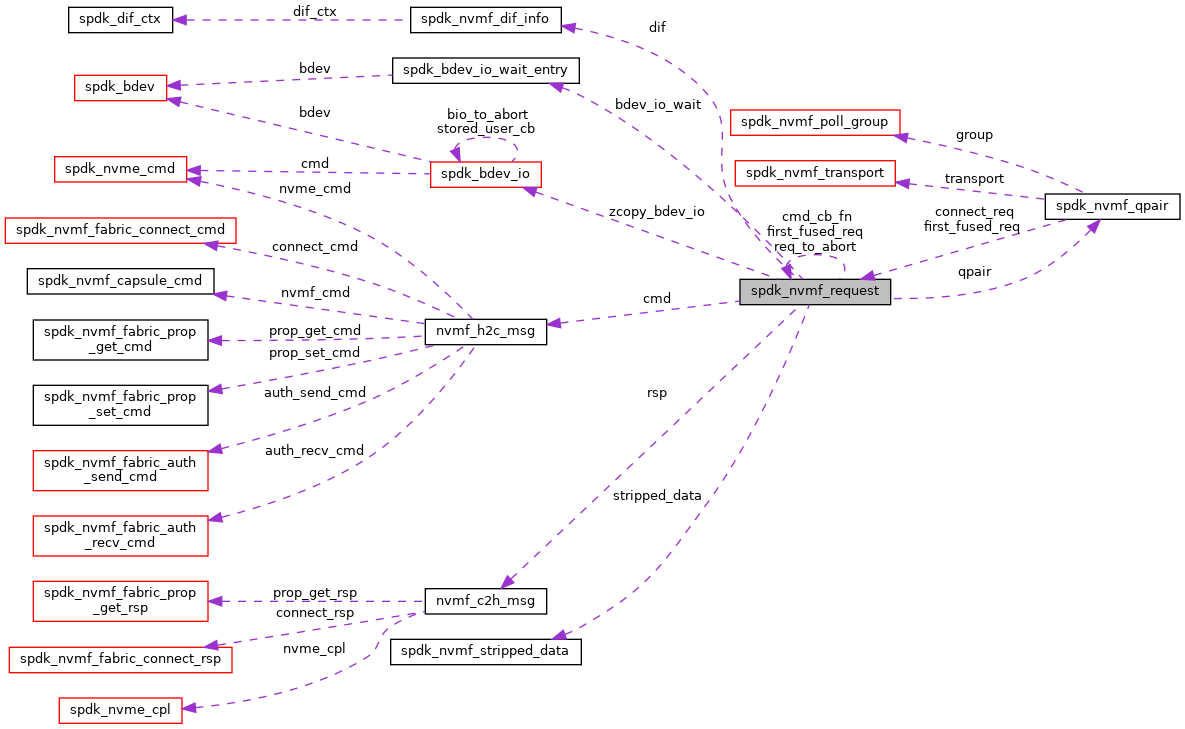 spdk_dif_ctx
dif_ctx
spdk_nvmf_dif_info
dif
spdk_bdev
bdev
spdk_bdev_io_wait_entry
bdev_io_wait
bdev
bio_to_abort
stored_user_cb
spdk_nvmf_poll_group
group
spdk_nvme_cmd
cmd
spdk_bdev_io
spdk_nvmf_transport
transport
nvme_cmd
zcopy_bdev_io
cmd_cb_fn
first_fused_req
req_to_abort
connect_req
first_fused_req
spdk_nvmf_qpair
spdk_nvmf_fabric_connect_cmd
connect_cmd
qpair
spdk_nvmf_capsule_cmd
nvmf_cmd
cmd
spdk_nvmf_request
spdk_nvmf_fabric_prop
_get_cmd
prop_get_cmd
nvmf_h2c_msg
prop_set_cmd
spdk_nvmf_fabric_prop
_set_cmd
auth_send_cmd
rsp
spdk_nvmf_fabric_auth
_send_cmd
auth_recv_cmd
stripped_data
spdk_nvmf_fabric_auth
_recv_cmd
spdk_nvmf_fabric_prop
_get_rsp
prop_get_rsp
nvmf_c2h_msg
connect_rsp
spdk_nvmf_fabric_connect_rsp
nvme_cpl
spdk_nvmf_stripped_data
spdk_nvme_cpl